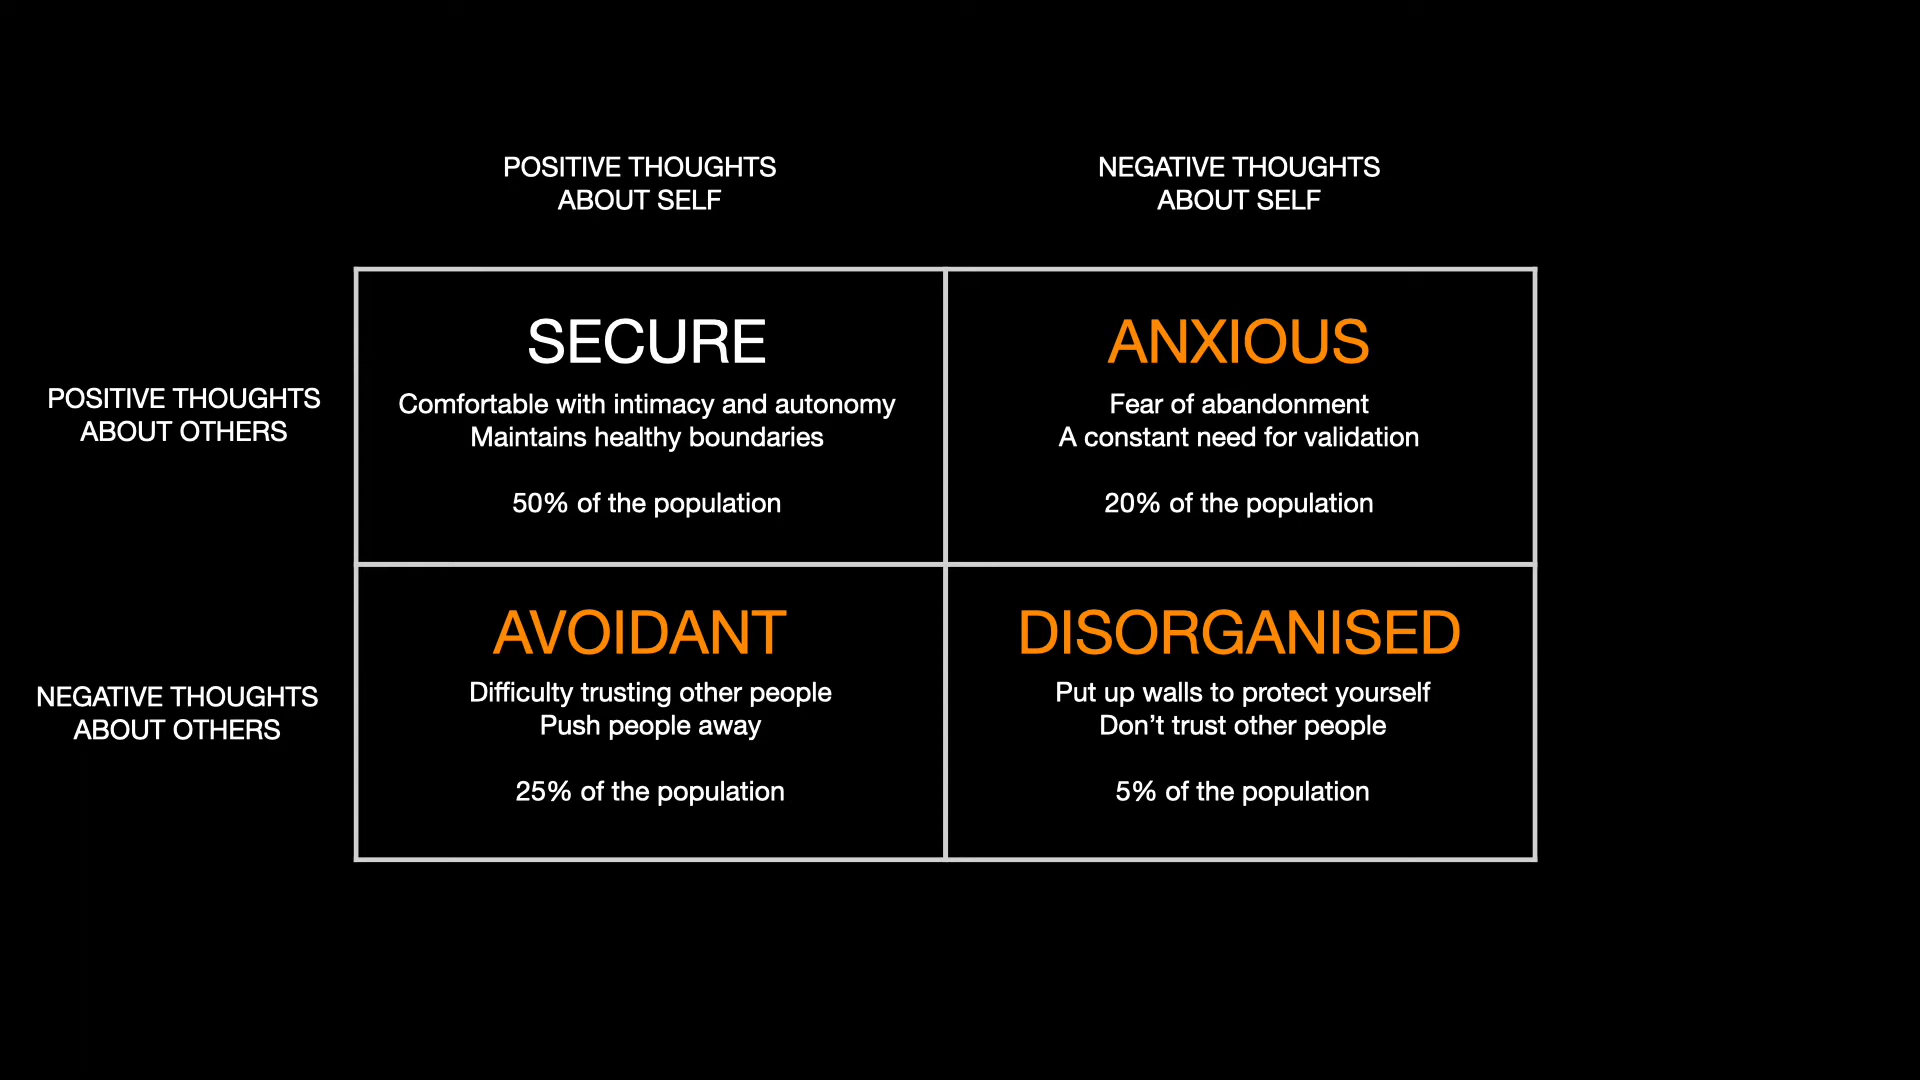 POSITIVE THOUGHTS
ABOUT SELF
NEGATIVE THOUGHTS
ABOUT SELF
POSITIVE THOUGHTS
ABOUT OTHERS
SECURE
Comfortable with intimacy and autonomy
Maintains healthy boundaries
50% of the population
ANXIOUS
Fear of abandonment
A constant need for validation
20% of the population
NEGATIVE THOUGHTS
ABOUT OTHERS
AVOIDANT
Difficulty trusting other people
Push people away
25% of the population
DISORGANISED
Put up walls to protect yourself
Don’t trust other people
5% of the population